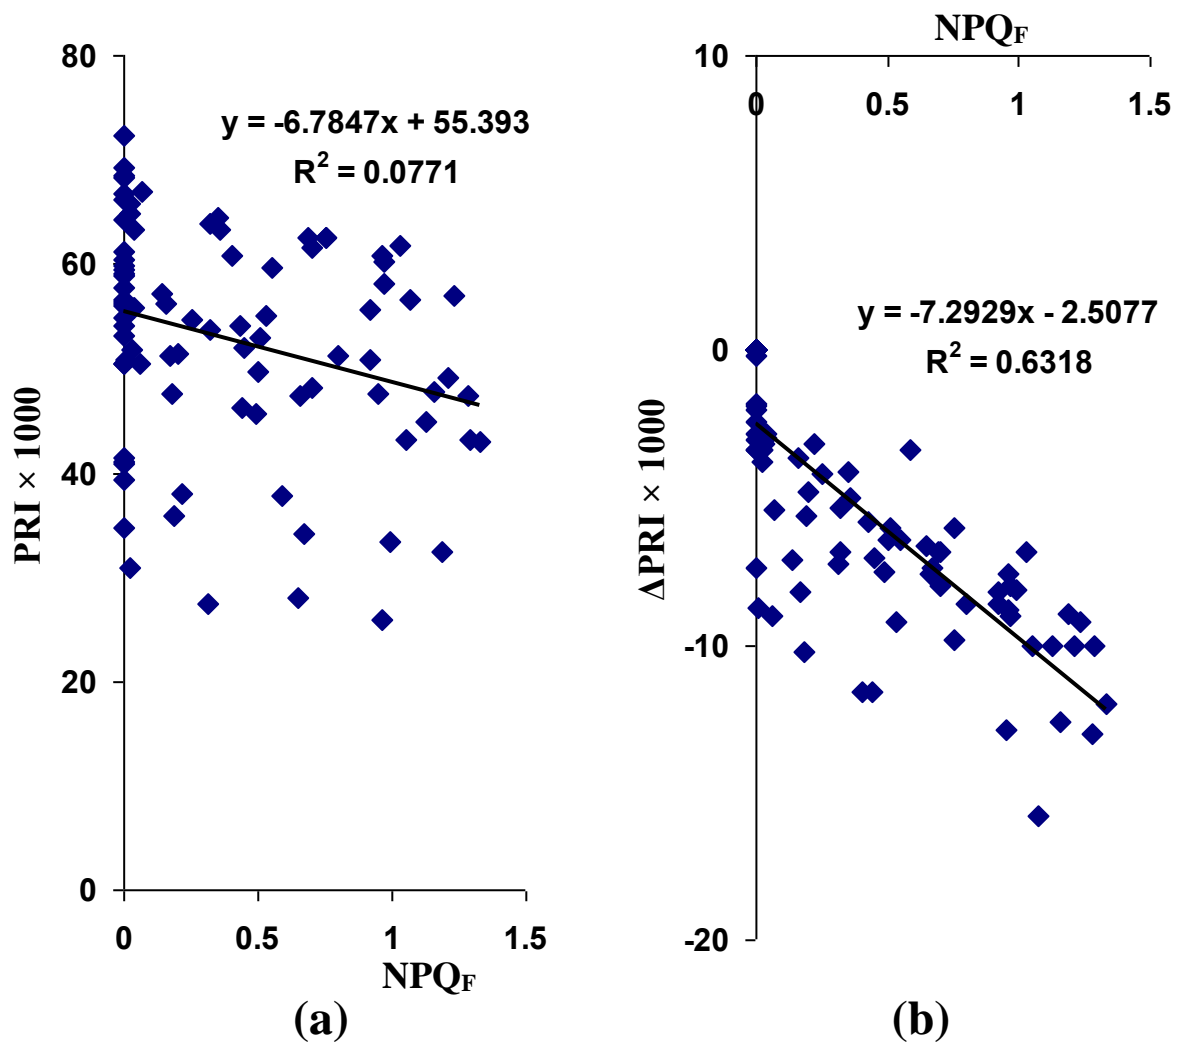 80
y = -6.7847x + 55.393
R² = 0.0771
60
PRI × 1000
40
20
0
0 0.5 1 1.5
NPQF
(a)
NPQF
10
0 0.5 1 1.5
y = -7.2929x - 2.5077
0
R² = 0.6318
ΔPRI × 1000
-10
-20
(b)